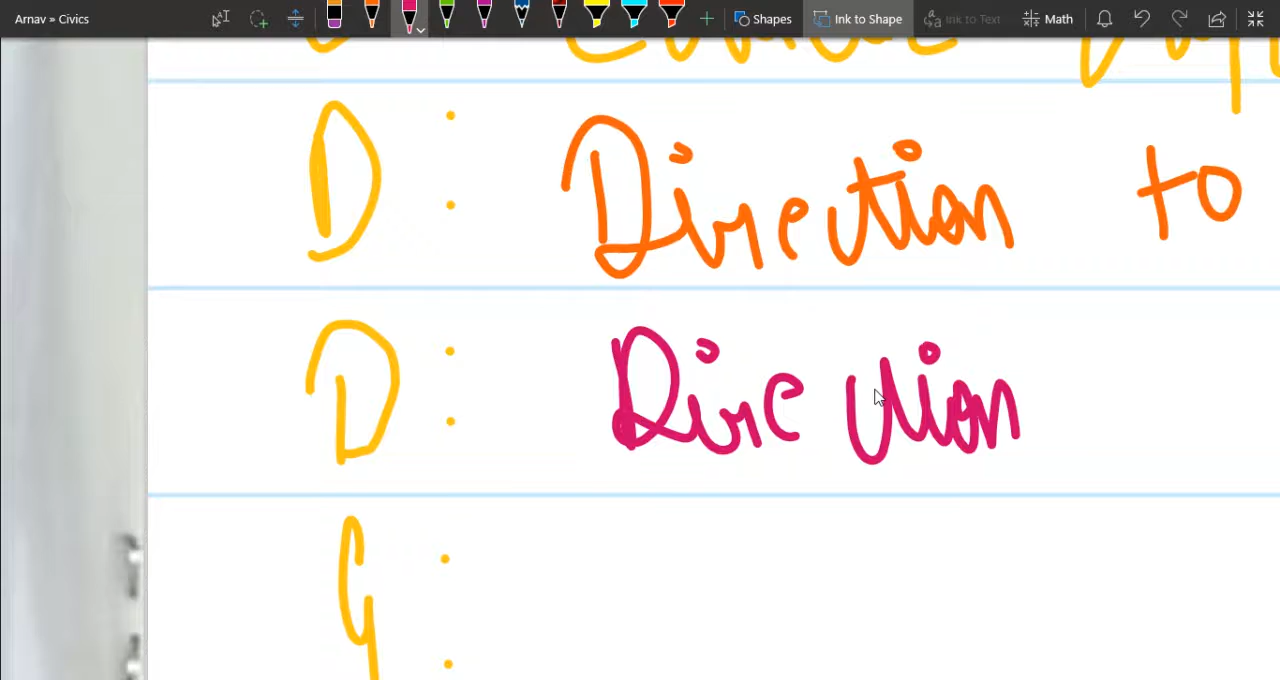 Arnav » Civics Shapes Ink to Shape Ink to Text Math
D : Direction to
D : Direction
G :